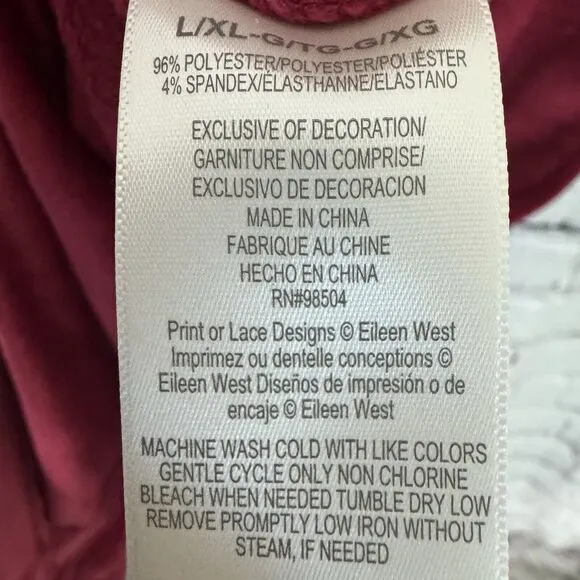 L/XL-G/TG-G/XG
96% POLYESTER/POLYESTER/POLIÉSTER
4% SPANDEX/ÉLASTHANNE/ELASTANO
EXCLUSIVE OF DECORATION/
GARNITURE NON COMPRISE/
EXCLUSIVO DE DECORACION
MADE IN CHINA
FABRIQUE AU CHINE
HECHO EN CHINA
RN#98504
Print or Lace Designs © Eileen West
Imprimez ou dentelle conceptions ©
Eileen West Diseños de impresión o de
encaje © Eileen West
MACHINE WASH COLD WITH LIKE COLORS
GENTLE CYCLE ONLY NON CHLORINE
BLEACH WHEN NEEDED TUMBLE DRY LOW
REMOVE PROMPTLY LOW IRON WITHOUT
STEAM, IF NEEDED